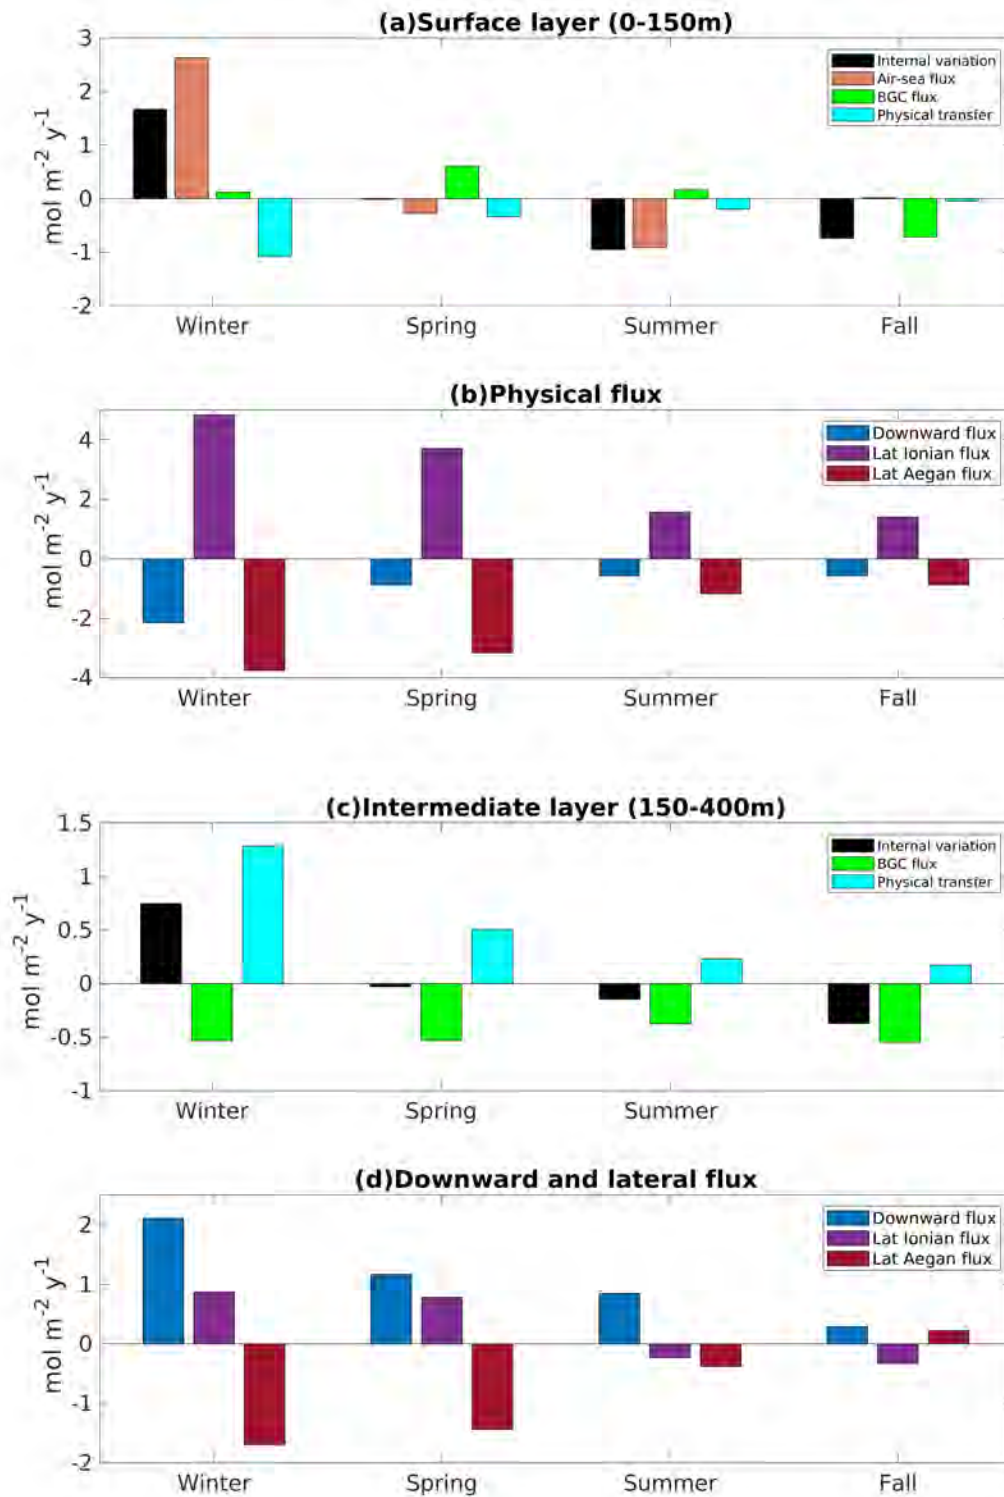 (a)Surface layer (0-150m)
3
2
1
0
-1
-2
mol m-2 y-1
Internal variation
Air-sea flux
BGC flux
Physical transfer
Winter Spring Summer Fall
(b)Physical flux
4
2
0
-2
-4
mol m-2 y-1
Downward flux
Lat Ionian flux
Lat Aegan flux
Winter Spring Summer Fall
(c)Intermediate layer (150-400m)
1.5
1
0.5
0
-0.5
-1
mol m-2 y-1
Internal variation
BGC flux
Physical transfer
Winter Spring Summer
(d)Downward and lateral flux
2
1
0
-1
-2
mol m-2 y-1
Downward flux
Lat Ionian flux
Lat Aegan flux
Winter Spring Summer Fall